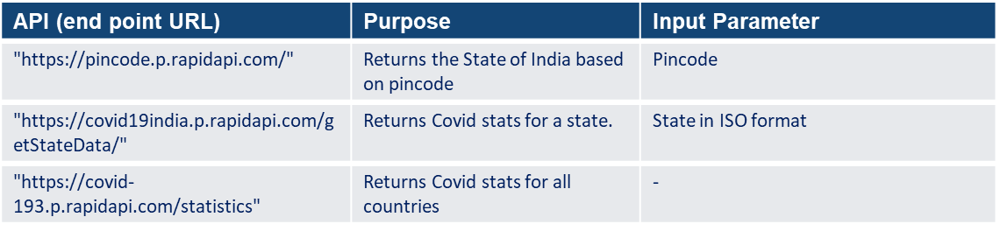 API (end point URL) Purpose Input Parameter
"https://pincode.p.rapidapi.com/" Returns the State of India based Pincode
on pincode
"https://covid19india.p.rapidapi.com/g Returns Covid stats for a state. State in ISO format
etStateData/"
"https://covid- Returns Covid stats for all -
193.p.rapidapi.com/statistics" countries